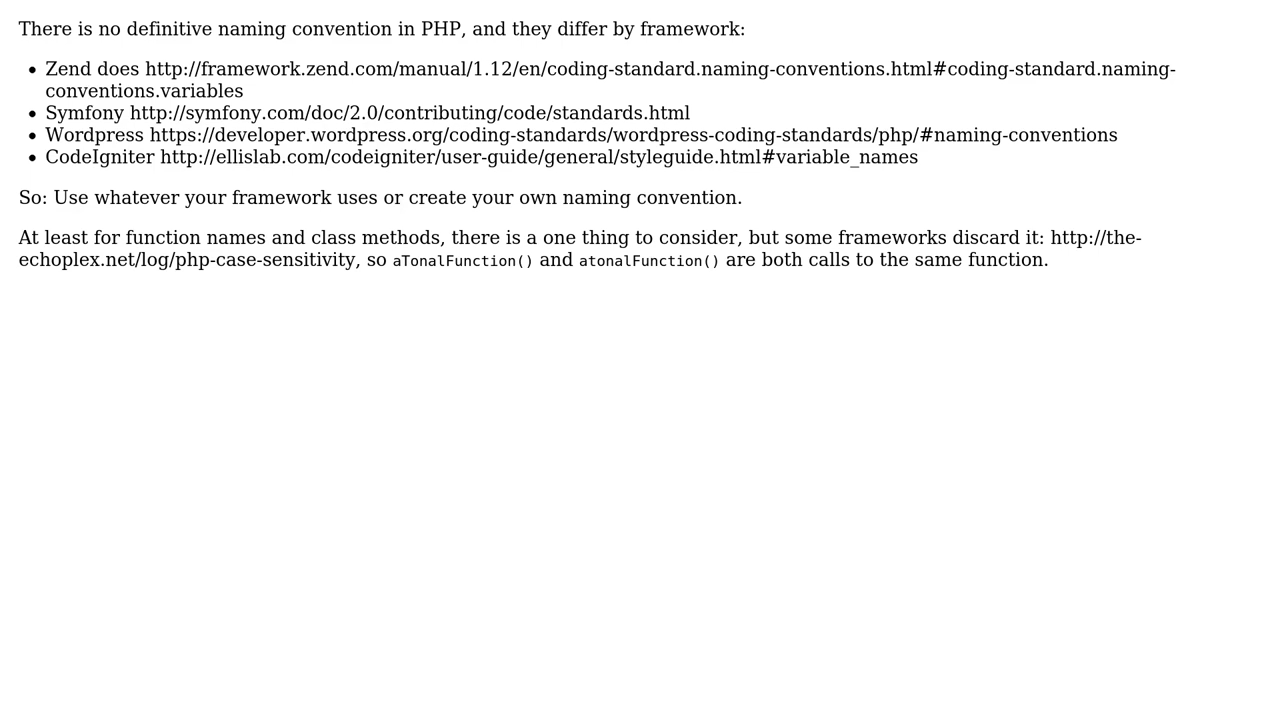 There is no definitive naming convention in PHP, and they differ by framework:
• Zend does http://framework.zend.com/manual/1.12/en/coding-standard.naming-conventions.html#coding-standard.naming-
conventions.variables
• Symfony http://symfony.com/doc/2.0/contributing/code/standards.html
• Wordpress https://developer.wordpress.org/coding-standards/wordpress-coding-standards/php/#naming-conventions
• CodeIgniter http://ellislab.com/codeigniter/user-guide/general/styleguide.html#variable_names
So: Use whatever your framework uses or create your own naming convention.
At least for function names and class methods, there is a one thing to consider, but some frameworks discard it: http://the-
echoplex.net/log/php-case-sensitivity, so aTonalFunction() and atonalFunction() are both calls to the same function.